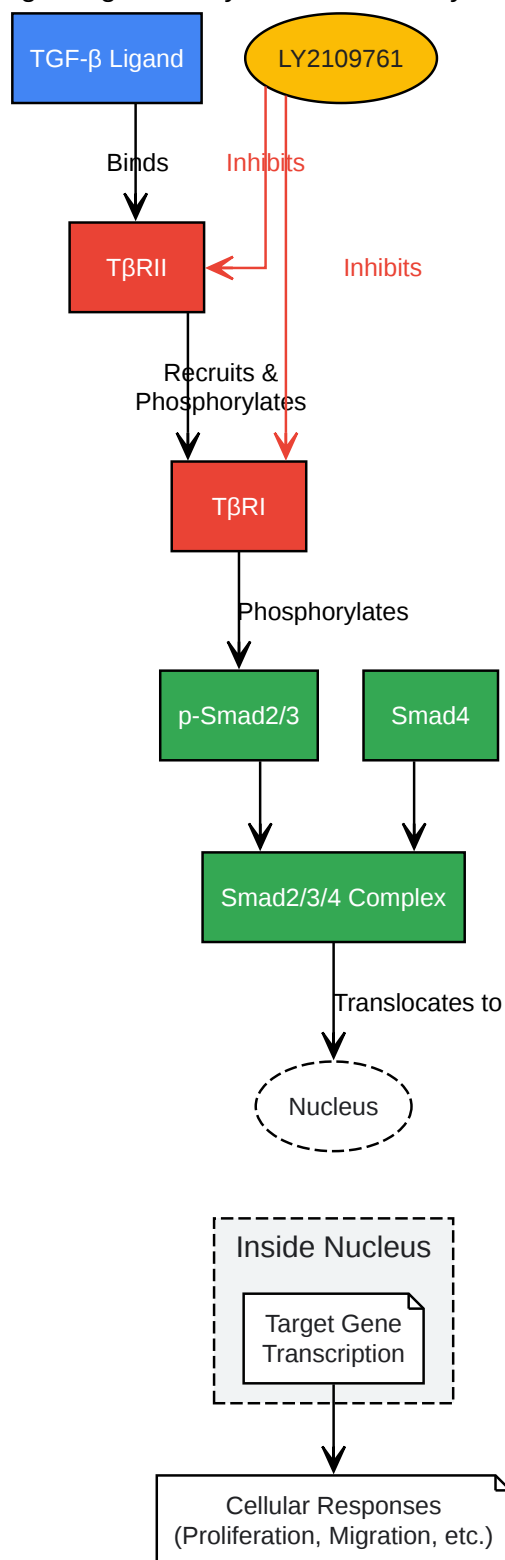 TGF-β Ligand
LY2109761
Binds
Inhibits
TβRII
Inhibits
Recruits &
Phosphorylates
TβRI
Phosphorylates
p-Smad2/3
Smad4
Smad2/3/4 Complex
Translocates to
Nucleus
Inside Nucleus
Target Gene
Transcription
Cellular Responses
(Proliferation, Migration, etc.)